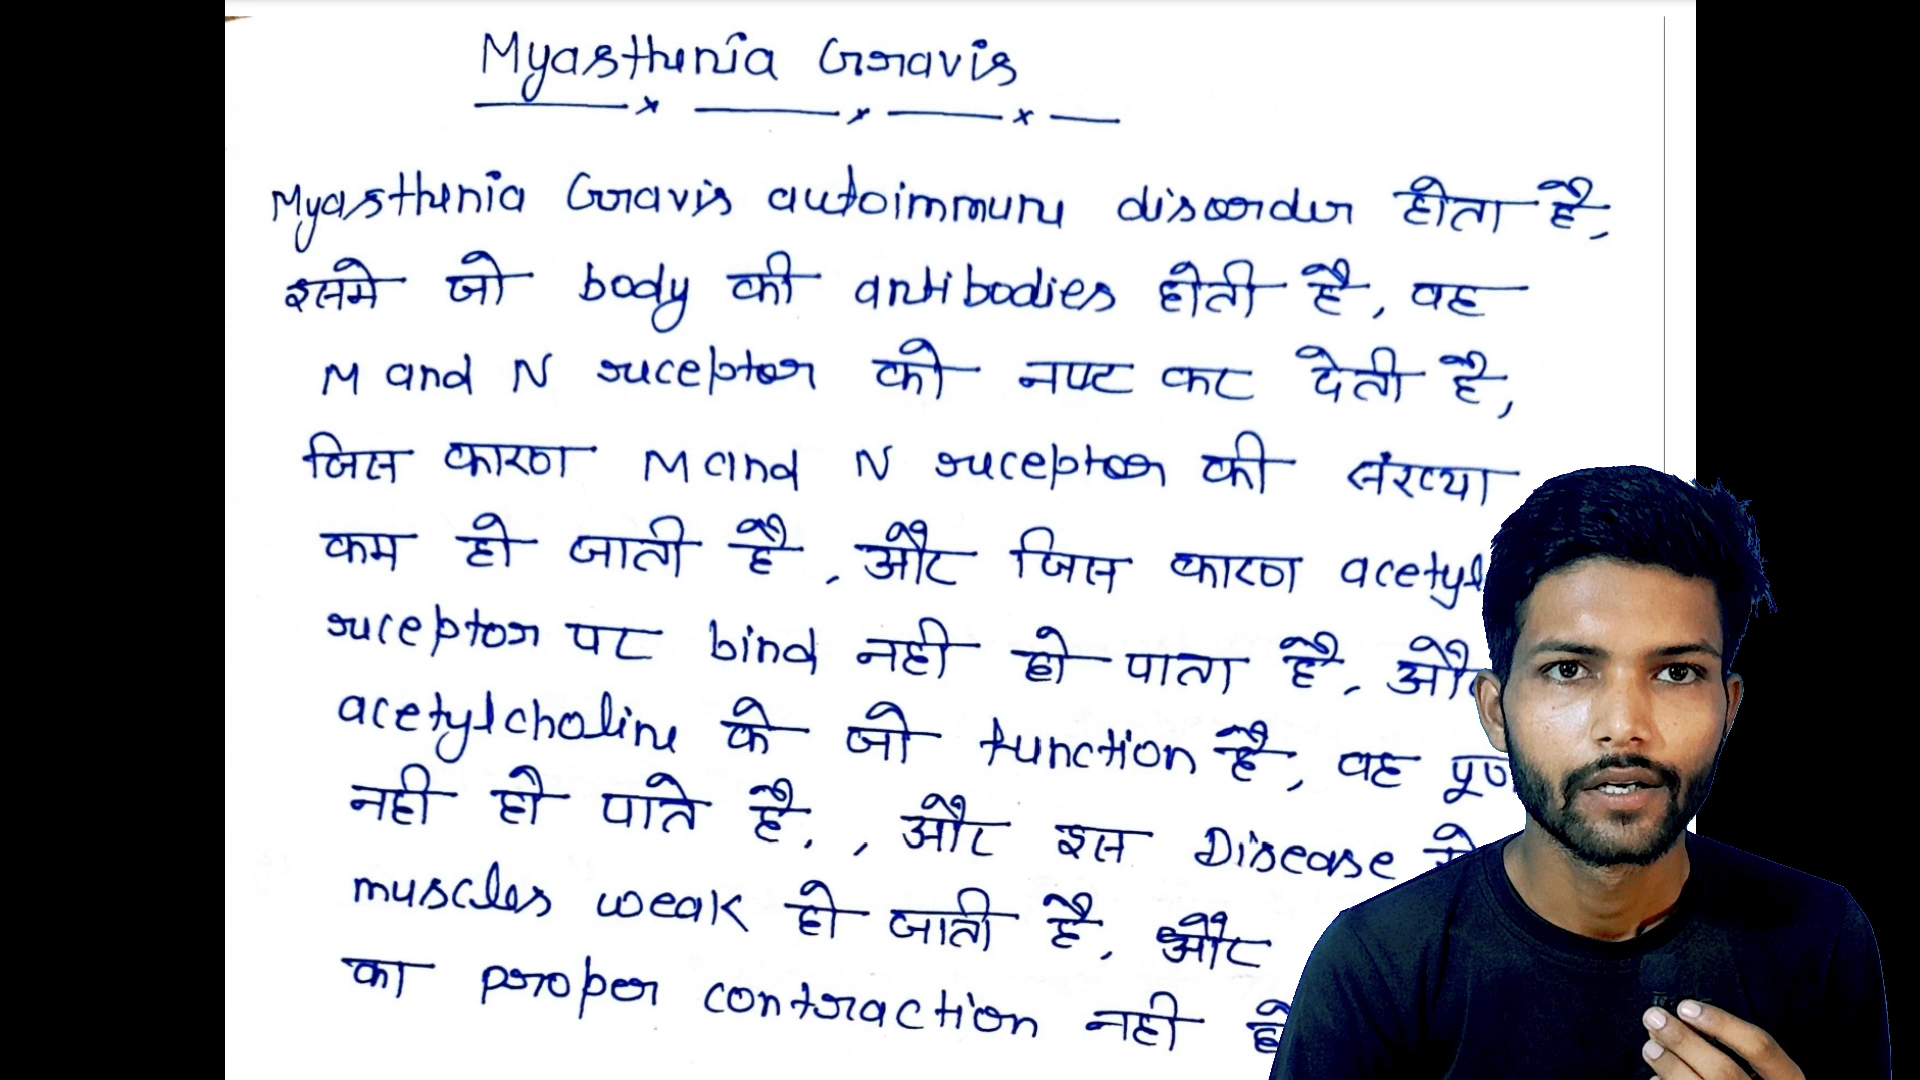 Myasthenia Gravis
Myasthenia Gravis autoimmune disorder होता है,
इसमे जो body की antibodies होती है, वह
M and N receptor को नष्ट कर देती है,
जिस कारण M and N receptor की संख्या
कम हो जाती है, और जिस कारण
receptor पर bind नही हो पाता है,
acetylcholine के जो function है, वह
नही हो पाते है, , और इस Disease
muscles weak हो जाती है, और
का proper contraction नही